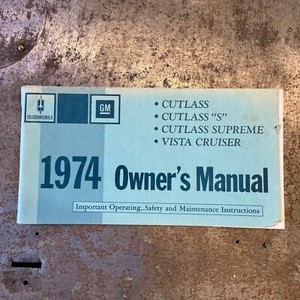 OLDSMOBILE
GM
• CUTLASS
• CUTLASS "S"
• CUTLASS SUPREME
• VISTA CRUISER
1974 Owner's Manual
Important Operating, Safety and Maintenance Instructions